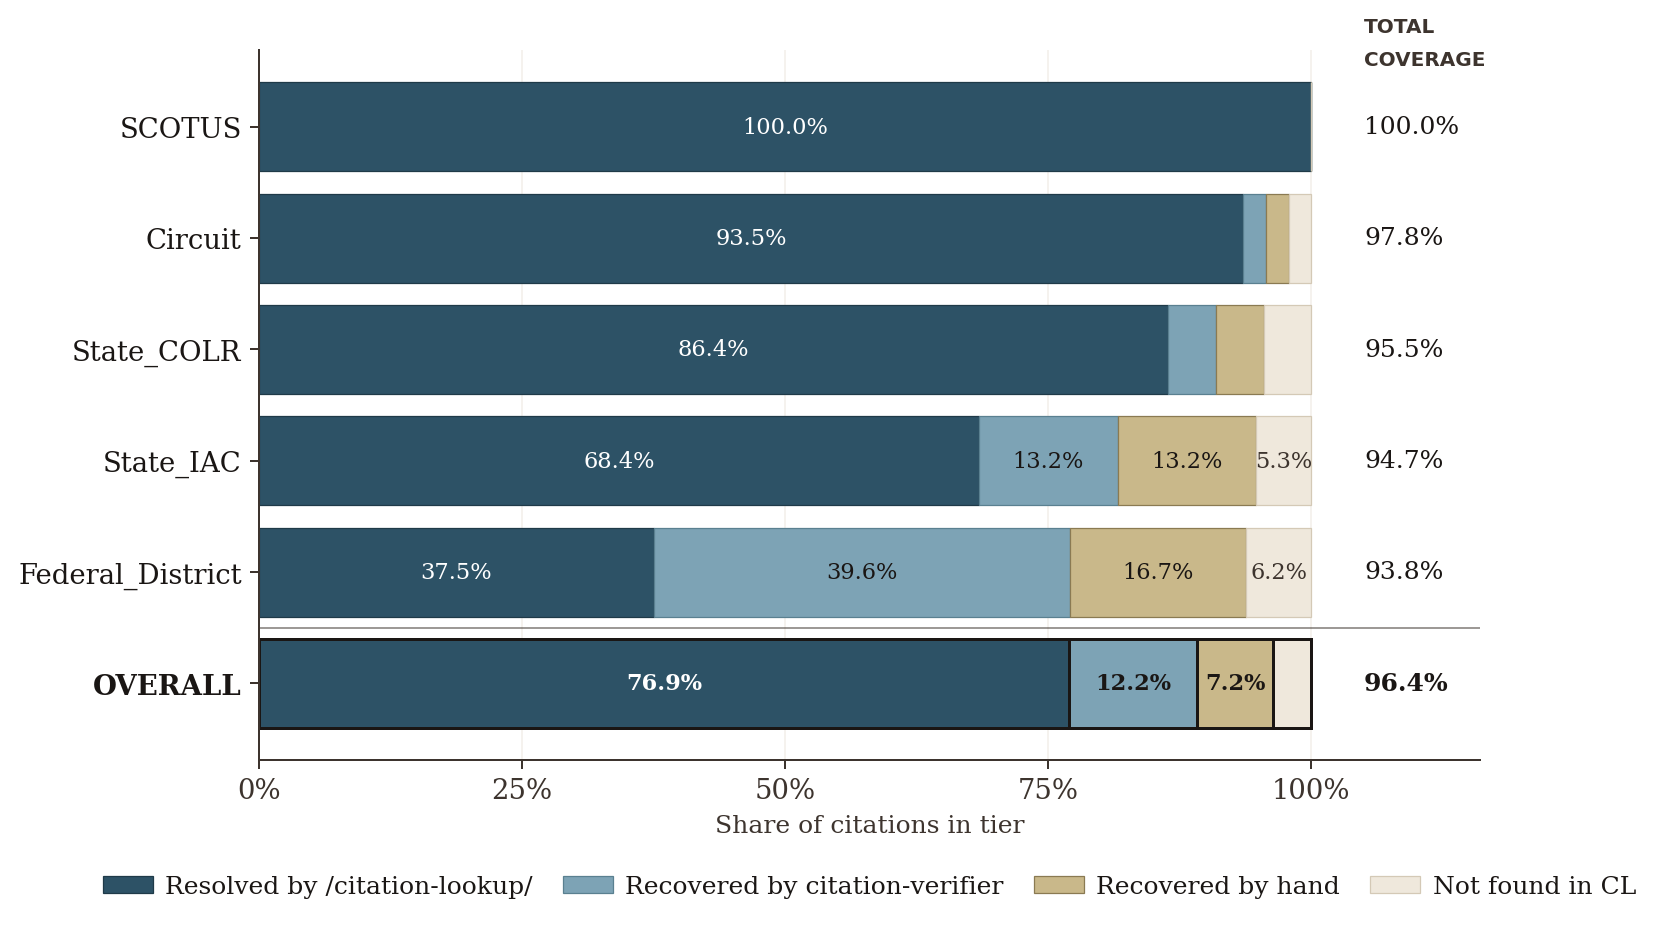 TOTAL
COVERAGE
SCOTUS 100.0% 100.0%
Circuit 93.5% 97.8%
State_COLR 86.4% 95.5%
State_IAC 68.4% 13.2% 13.2% 5.3% 94.7%
Federal_District 37.5% 39.6% 16.7% 6.2% 93.8%
OVERALL 76.9% 12.2% 7.2% 96.4%
0% 25% 50% 75% 100%
Share of citations in tier
Resolved by /citation-lookup/ Recovered by citation-verifier Recovered by hand Not found in CL